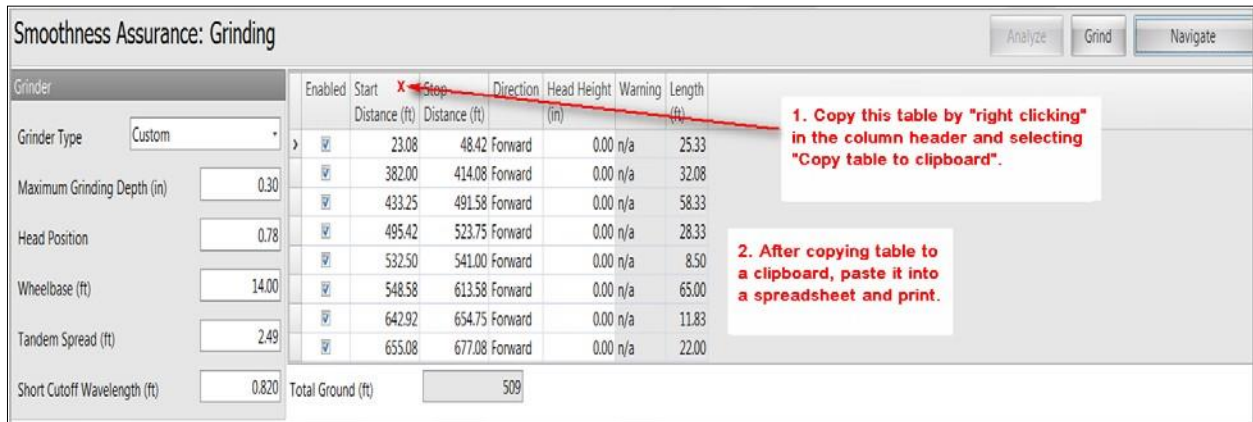 Smoothness Assurance: Grinding
Analyze Grind Navigate
Grinder
Grinder Type Custom
Maximum Grinding Depth (in) 0.30
Head Position 0.78
Wheelbase (ft) 14.00
Tandem Spread (ft) 2.49
Short Cutoff Wavelength (ft) 0.820
Enabled Start X Stop Direction Head Height Warning Length
Distance (ft) Distance (ft) (in) (ft)
23.08 48.42 Forward 0.00 n/a 25.33
382.00 414.08 Forward 0.00 n/a 32.08
433.25 491.58 Forward 0.00 n/a 58.33
495.42 523.75 Forward 0.00 n/a 28.33
532.50 541.00 Forward 0.00 n/a 8.50
548.58 613.58 Forward 0.00 n/a 65.00
642.92 654.75 Forward 0.00 n/a 11.83
655.08 677.08 Forward 0.00 n/a 22.00
Total Ground (ft) 509
1. Copy this table by "right clicking"
in the column header and selecting
"Copy table to clipboard".
2. After copying table to
a clipboard, paste it into
a spreadsheet and print.